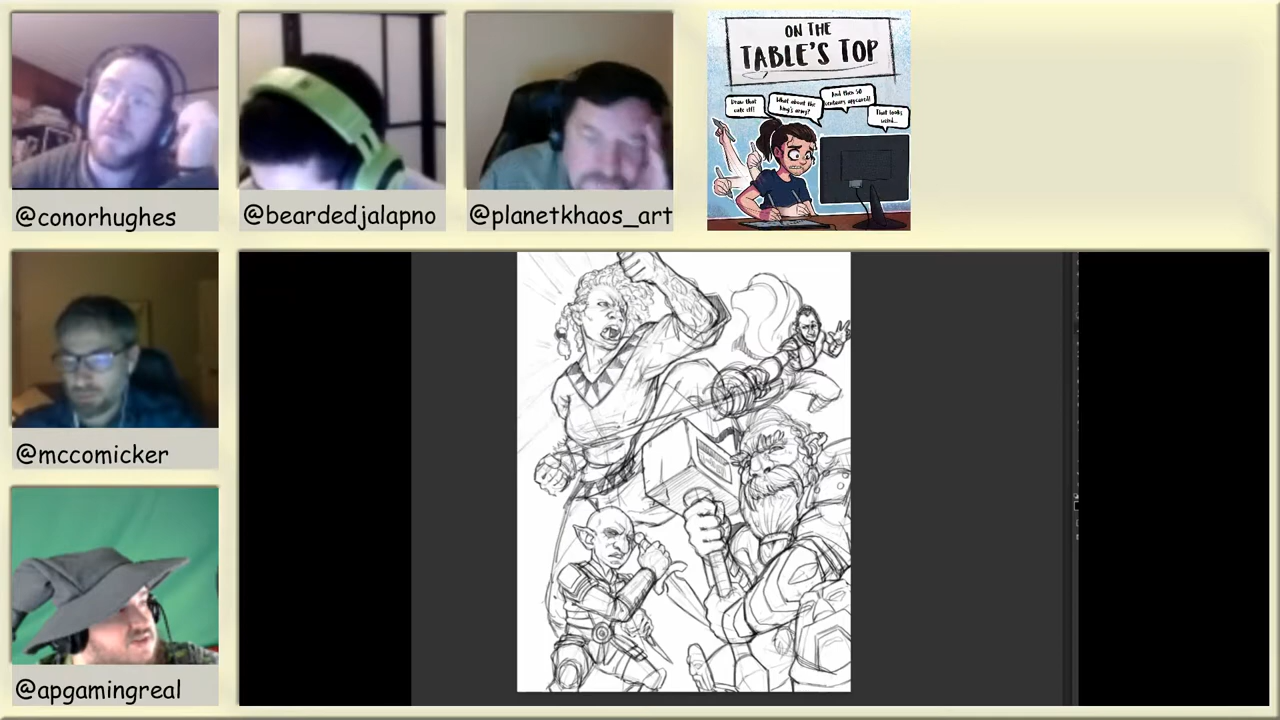 @conorhughes
@beardedjalapno
@planetkhaos_art
ON THE
TABLE'S TOP
Draw that
cute elf!
What about the
king's army?
And then 50
centaurs appeared!
That looks
weird...
@mccomicker
@apgamingreal